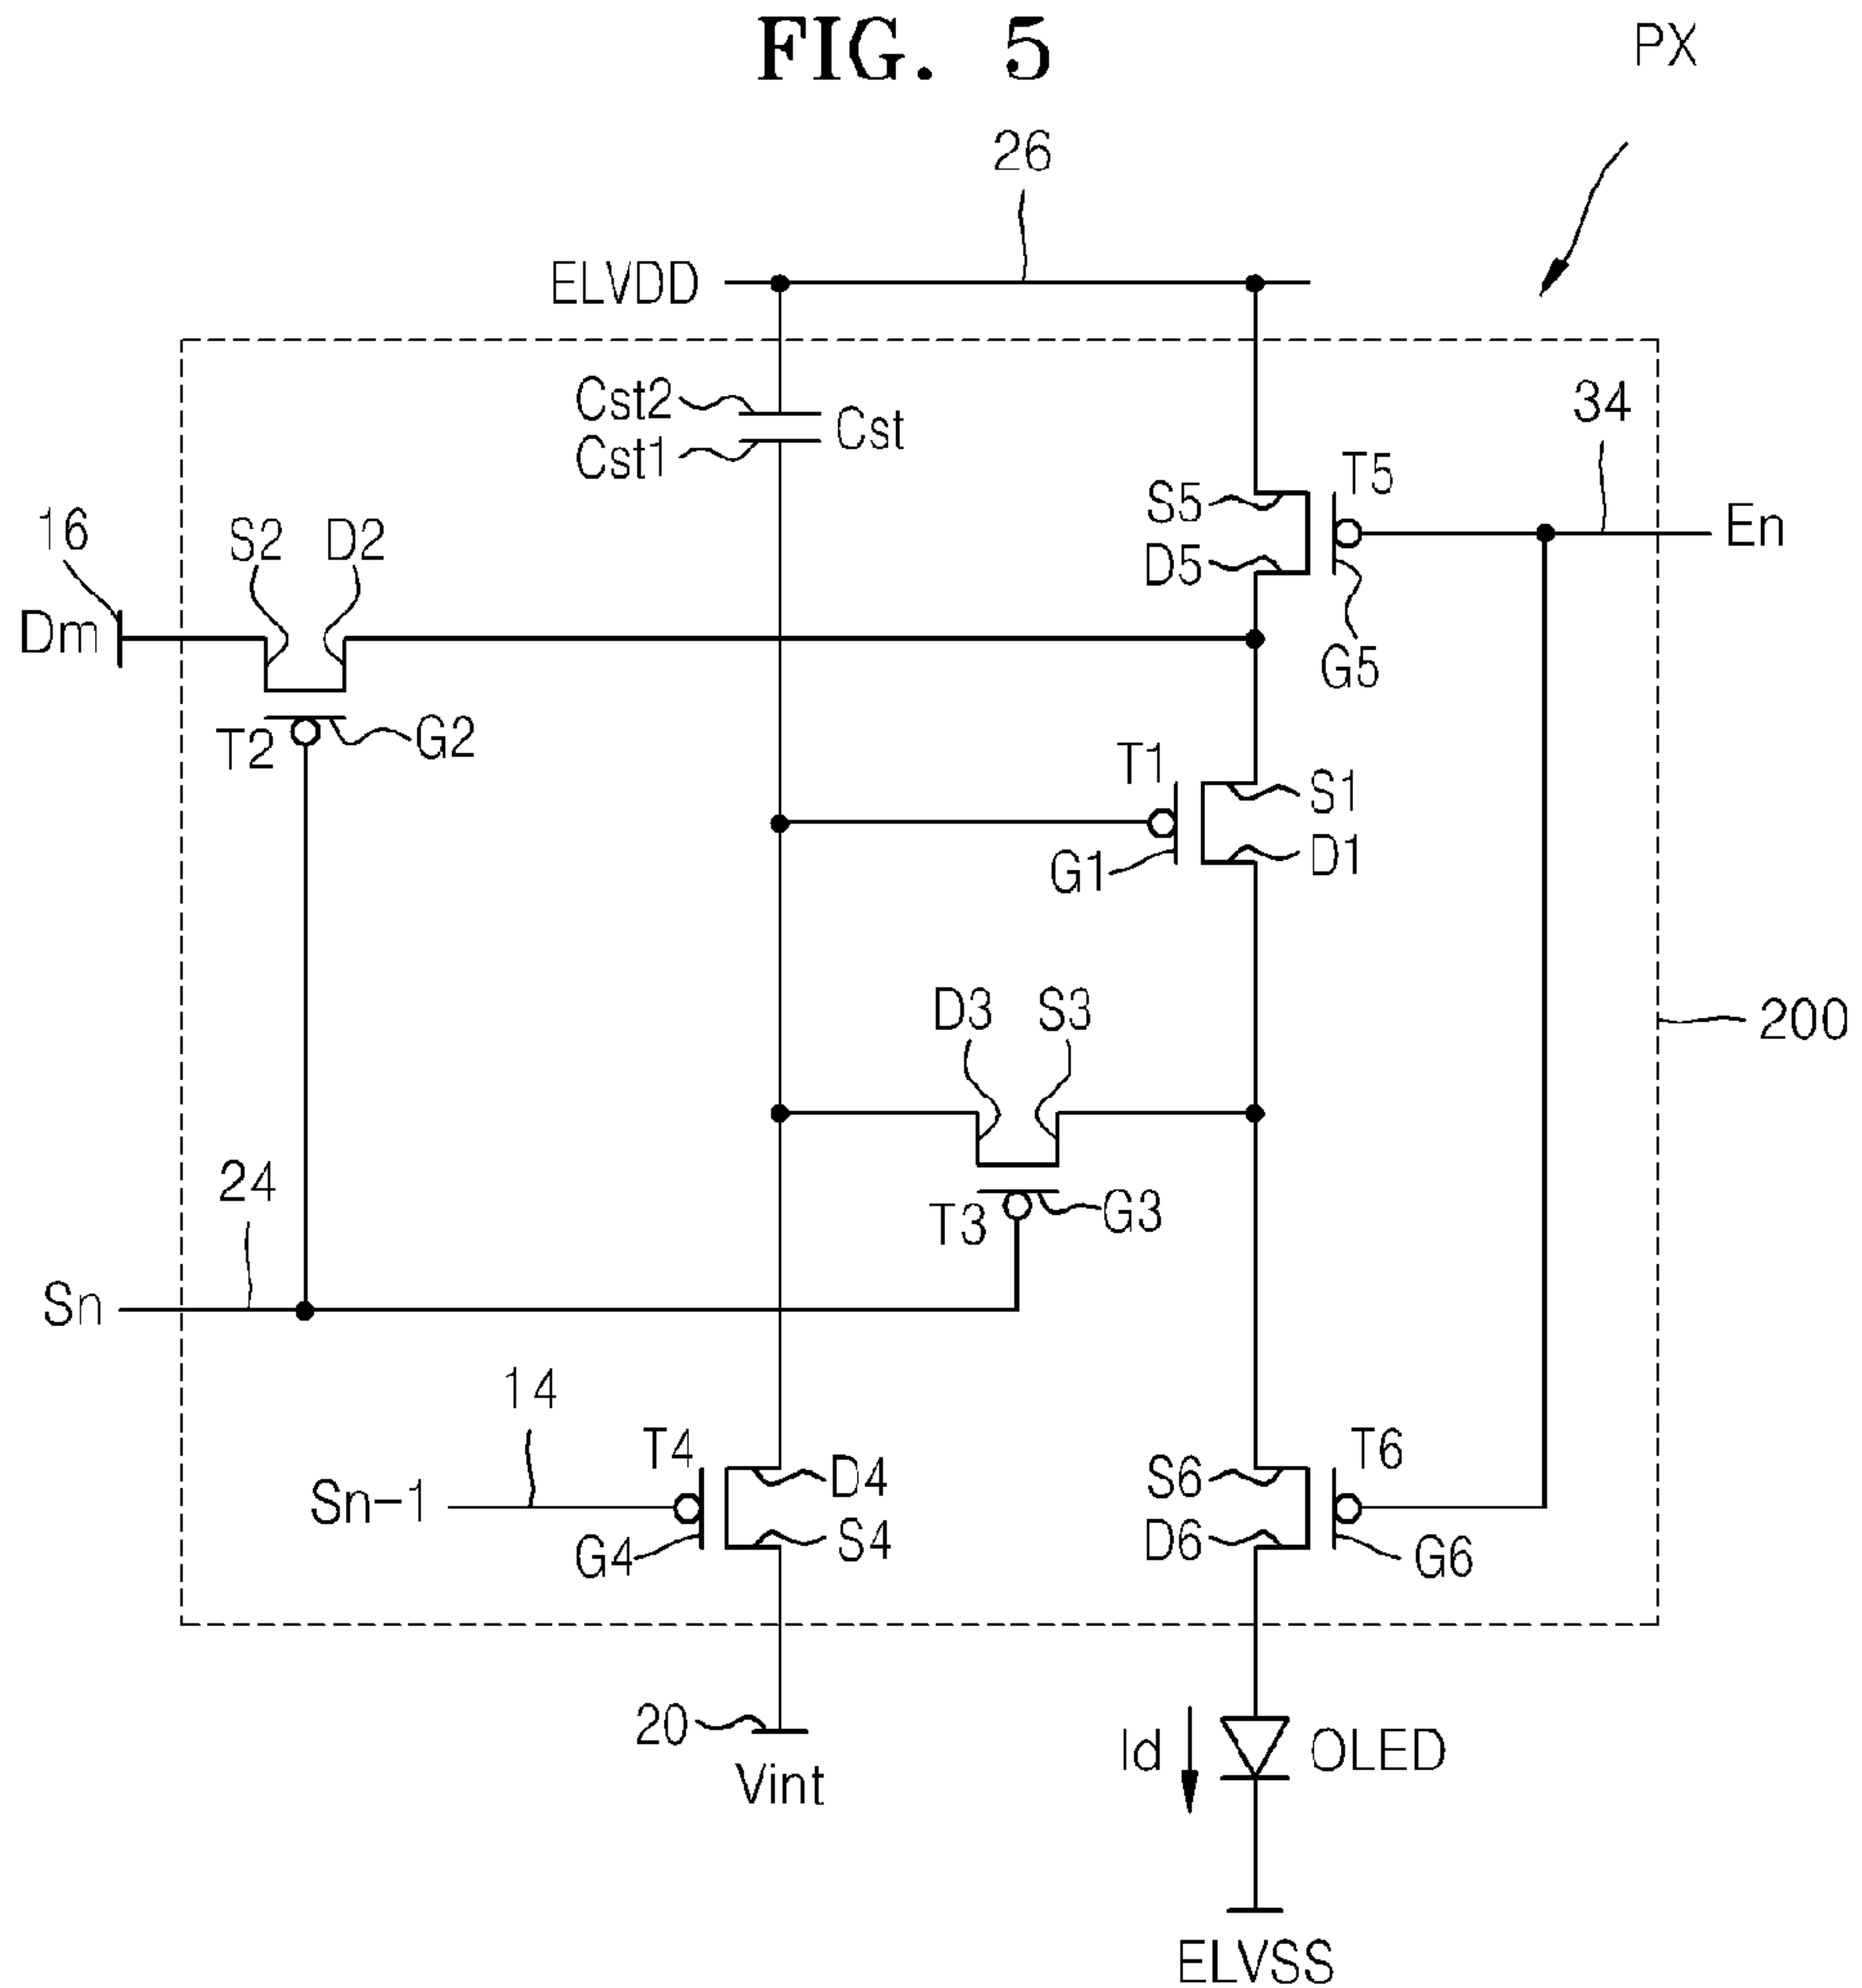 FIG. 5
PX
26
ELVDD
Cst2
Cst
Cst1
34
T5
S5
En
D5
G5
16
S2 D2
Dm
T2
G2
T1
S1
D1
G1
D3 S3
200
24
T3
G3
Sn
14
T4
D4
Sn-1
G4
S4
S6
T6
D6
G6
20
Vint
Id
OLED
ELVSS